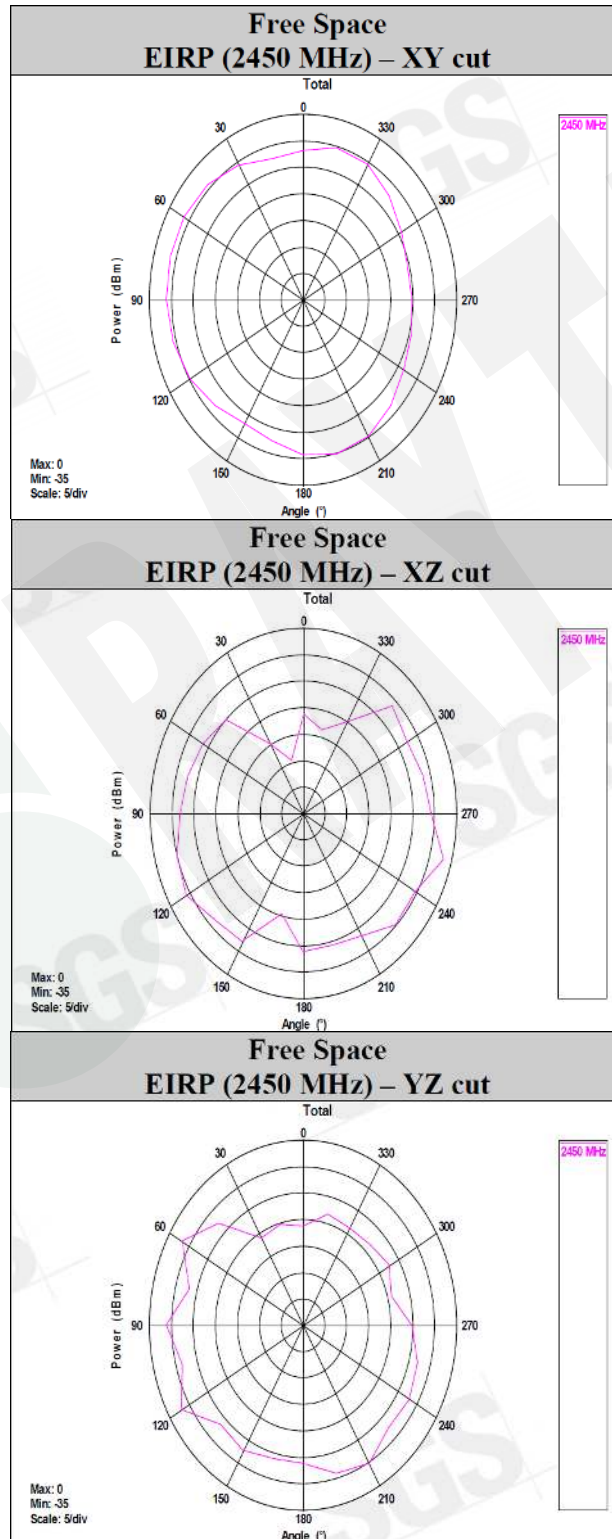 Free Space
EIRP (2450 MHz) – XY cut
Total
0
30
330
2450 MHz
60
300
Power (dBm)
90
270
120
240
150
210
Max: 0
Min: -35
Scale: 5/div
180
Angle (°)
Free Space
EIRP (2450 MHz) – XZ cut
Total
0
30
330
2450 MHz
60
300
Power (dBm)
90
270
120
240
150
210
Max: 0
Min: -35
Scale: 5/div
180
Angle (°)
Free Space
EIRP (2450 MHz) – YZ cut
Total
0
30
330
2450 MHz
60
300
Power (dBm)
90
270
120
240
150
210
Max: 0
Min: -35
Scale: 5/div
180
Angle (°)
SGS
SGS
SGS
SGS